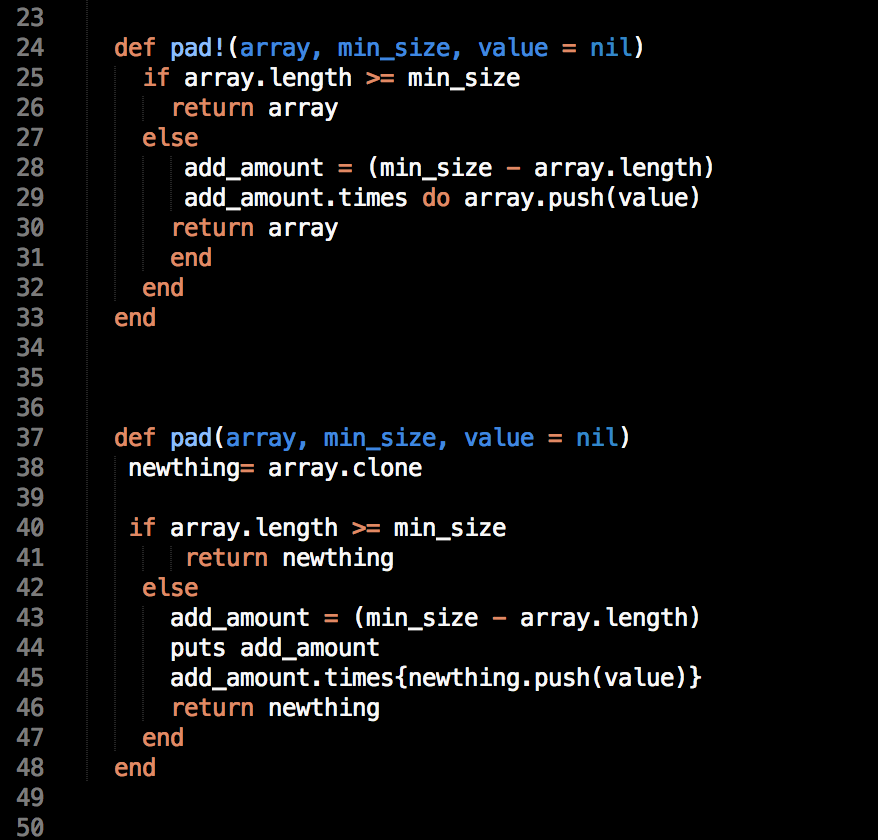 23
24 def pad!(array, min_size, value = nil)
25 if array.length >= min_size
26 return array
27 else
28 add_amount = (min_size - array.length)
29 add_amount.times do array.push(value)
30 return array
31 end
32 end
33 end
34
35
36
37 def pad(array, min_size, value = nil)
38 newthing= array.clone
39
40 if array.length >= min_size
41 return newthing
42 else
43 add_amount = (min_size - array.length)
44 puts add_amount
45 add_amount.times{newthing.push(value)}
46 return newthing
47 end
48 end
49
50